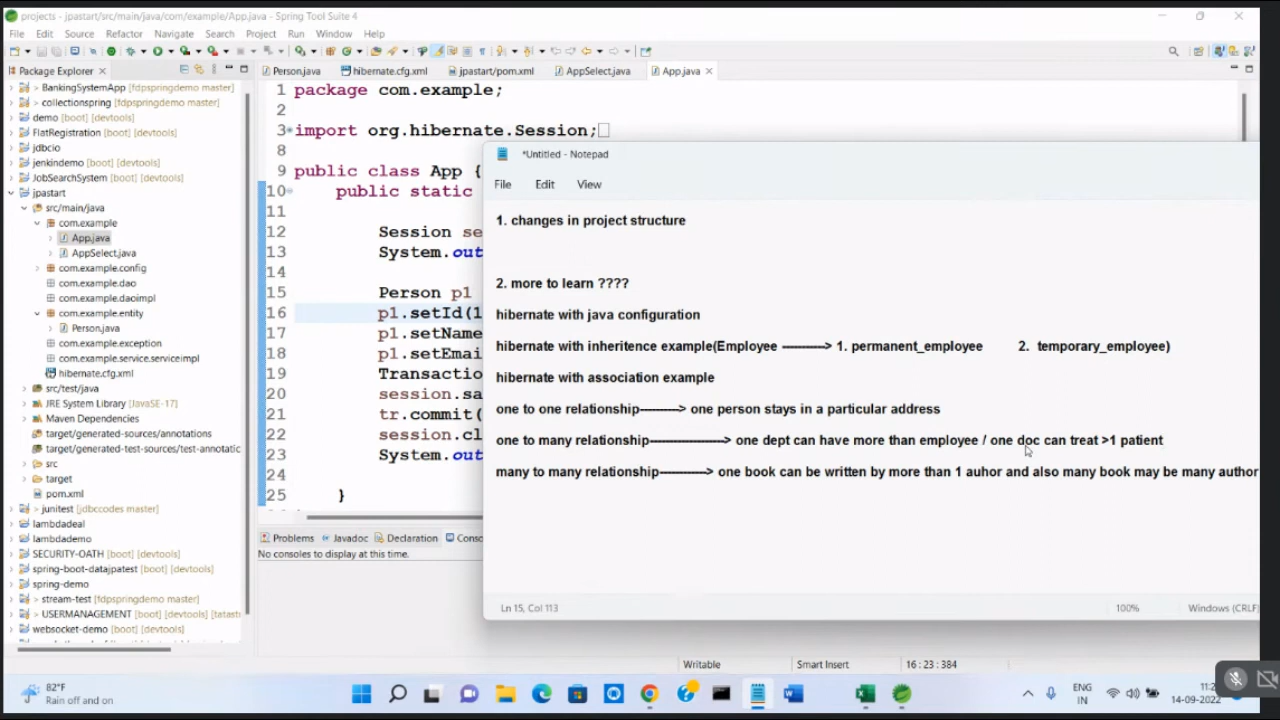 projects - jpastart/src/main/java/com/example/App.java - Spring Tool Suite 4
File Edit Source Refactor Navigate Search Project Run Window Help
Package Explorer
Person.java hibernate.cfg.xml jpastart/pom.xml AppSelect.java App.java
BankingSystemApp [boot] [devtools]
> collectionspring [fdpspringdemo master]
demo [boot] [devtools]
FlatRegistration [boot] [devtools]
jdbcio
jenkindemo [boot] [devtools]
JobSearchSystem [boot] [devtools]
jpastart
src/main/java
com.example
App.java
AppSelect.java
com.example.config
com.example.dao
com.example.daoimpl
com.example.entity
Person.java
com.example.exception
com.example.service.serviceimpl
hibernate.cfg.xml
src/test/java
JRE System Library [JavaSE-17]
Maven Dependencies
target/generated-sources/annotations
target/generated-test-sources/test-annotatic
src
target
pom.xml
> junitest [jdbccodes master]
lambdadeal
lambdademo
SECURITY-OATH [boot] [devtools]
spring-boot-datajpatest [boot] [devtools]
spring-demo
> stream-test [fdpspringdemo master]
> USERMANAGEMENT [boot] [devtools] [tatast
websocket-demo [boot] [devtools]
1 package com.example;
2
3 import org.hibernate.Session;
8
9 public class App {
10 public static
11
12 Session se
13 System.out
14
15 Person p1
16 p1.setId(1
17 p1.setName
18 p1.setEmai
19 Transactio
20 session.sa
21 tr.commit(
22 session.cl
23 System.out
24
25 }
*Untitled - Notepad
File Edit View
1. changes in project structure
2. more to learn ????
hibernate with java configuration
hibernate with inheritence example(Employee ----------> 1. permanent_employee 2. temporary_employee)
hibernate with association example
one to one relationship----------> one person stays in a particular address
one to many relationship-------------------> one dept can have more than employee / one doc can treat >1 patient
many to many relationship------------> one book can be written by more than 1 auhor and also many book may be many author
Ln 15, Col 113 100% Windows (CRLF)
Problems Javadoc Declaration Conso
No consoles to display at this time.
Writable Smart Insert 16 : 23 : 384
82°F
Rain off and on
ENG
IN
14-09-2022